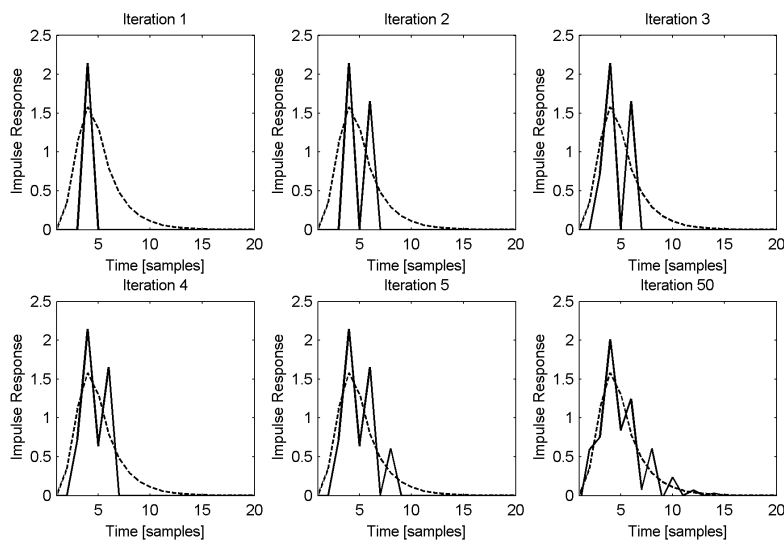 Iteration 1
2.5
2
1.5
1
0.5
0
Impulse Response
5 10 15 20
Time [samples]
Iteration 2
2.5
2
1.5
1
0.5
0
Impulse Response
5 10 15 20
Time [samples]
Iteration 3
2.5
2
1.5
1
0.5
0
Impulse Response
5 10 15 20
Time [samples]
Iteration 4
2.5
2
1.5
1
0.5
0
Impulse Response
5 10 15 20
Time [samples]
Iteration 5
2.5
2
1.5
1
0.5
0
Impulse Response
5 10 15 20
Time [samples]
Iteration 50
2.5
2
1.5
1
0.5
0
Impulse Response
5 10 15 20
Time [samples]